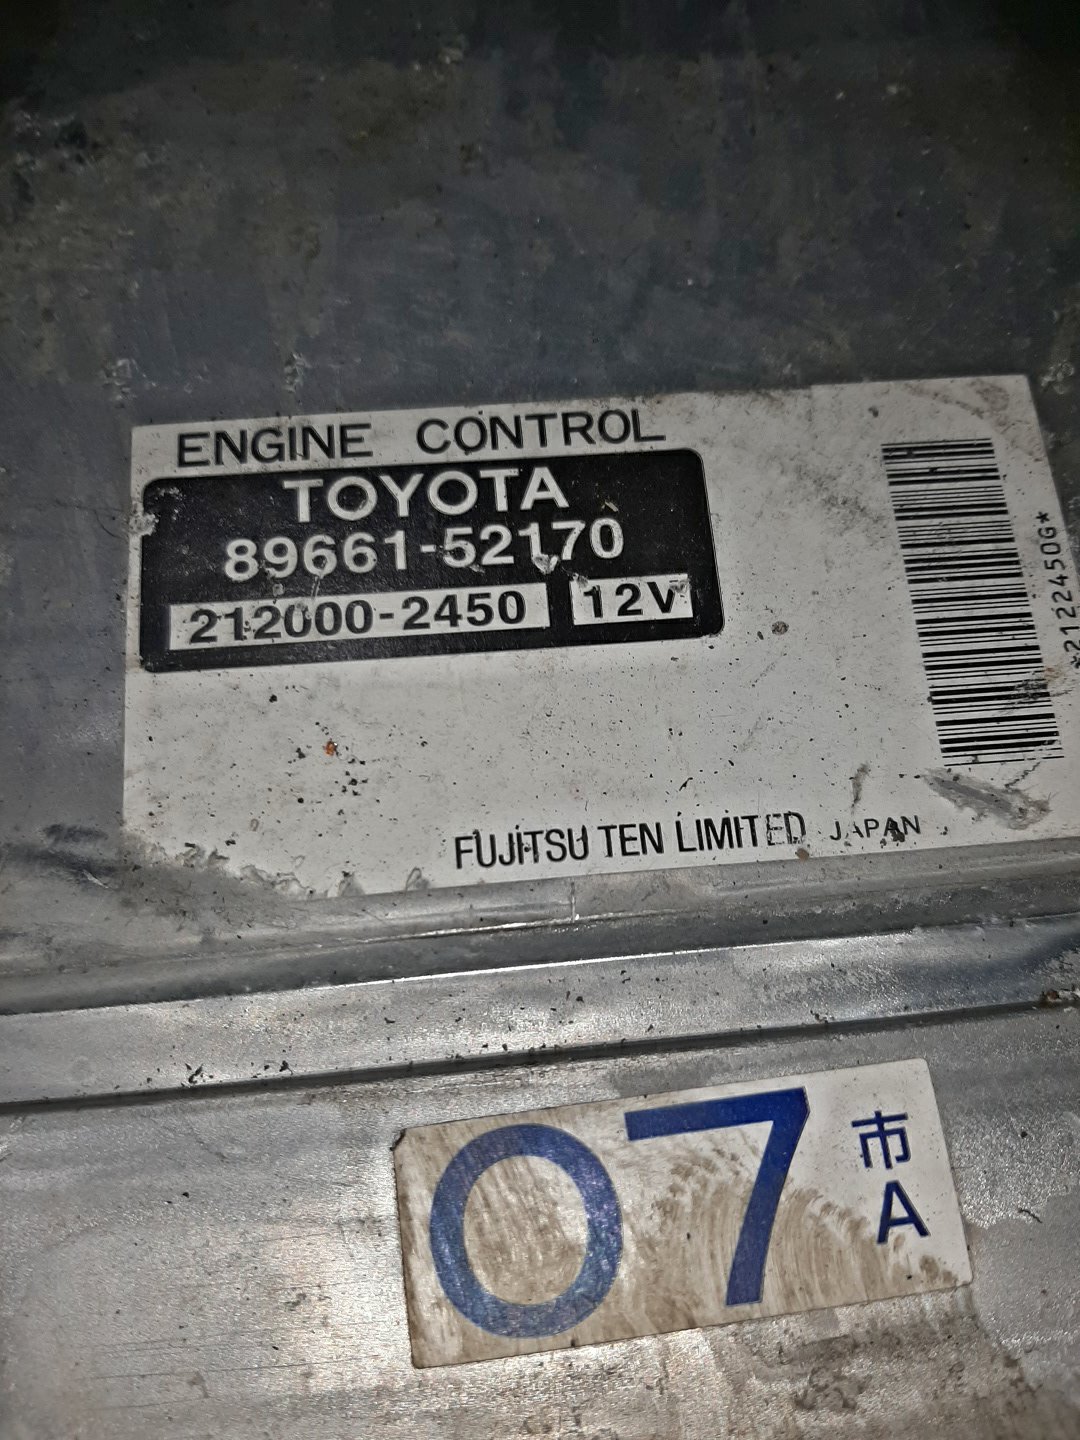 ENGINE CONTROL
TOYOTA
89661-52170
212000-2450 12V
*2122450G*
FUJITSU TEN LIMITED JAPAN
07 市
A